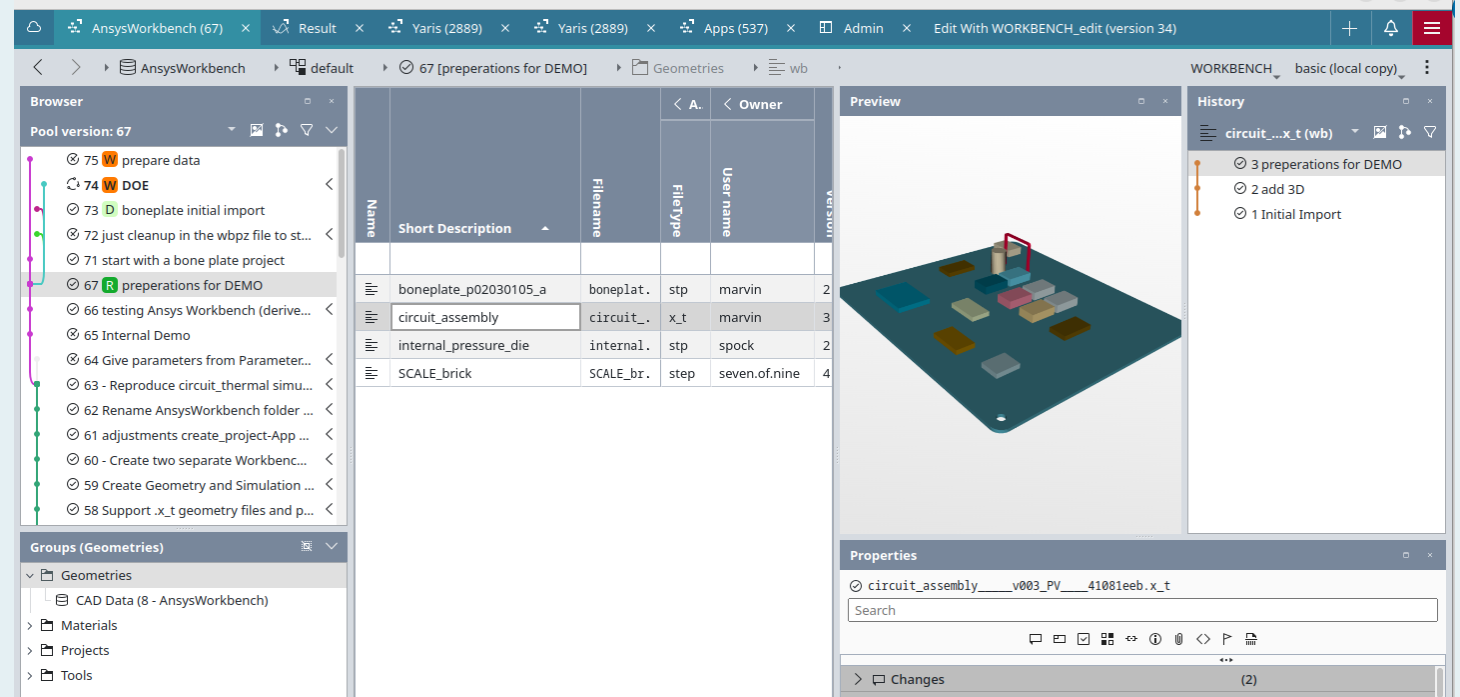 AnsysWorkbench (67) × Result × Yaris (2889) × Yaris (2889) × Apps (537) × Admin × Edit With WORKBENCH_edit (version 34)
AnsysWorkbench default 67 [preperations for DEMO] Geometries wb WORKBENCH basic (local copy)
Browser
Pool version: 67
75 W prepare data
74 W DOE
73 D boneplate initial import
72 just cleanup in the wbpz file to st...
71 start with a bone plate project
67 R preperations for DEMO
66 testing Ansys Workbench (derive...
65 Internal Demo
64 Give parameters from Parameter...
63 - Reproduce circuit_thermal simu...
62 Rename AnsysWorkbench folder ...
61 adjustments create_project-App ...
60 - Create two separate Workbenc...
59 Create Geometry and Simulation ...
58 Support .x_t geometry files and p...
Groups (Geometries)
Geometries
CAD Data (8 - AnsysWorkbench)
Materials
Projects
Tools
A. Owner
Name Short Description Filename FileType User name
boneplate_p02030105_a boneplat. stp marvin 2
circuit_assembly circuit_. x_t marvin 3
internal_pressure_die internal. stp spock 2
SCALE_brick SCALE_br. step seven.of.nine 4
Preview
History
circuit_...x_t (wb)
3 preperations for DEMO
2 add 3D
1 Initial Import
Properties
circuit_assembly_____v003_PV____41081eeb.x_t
Search
Changes (2)